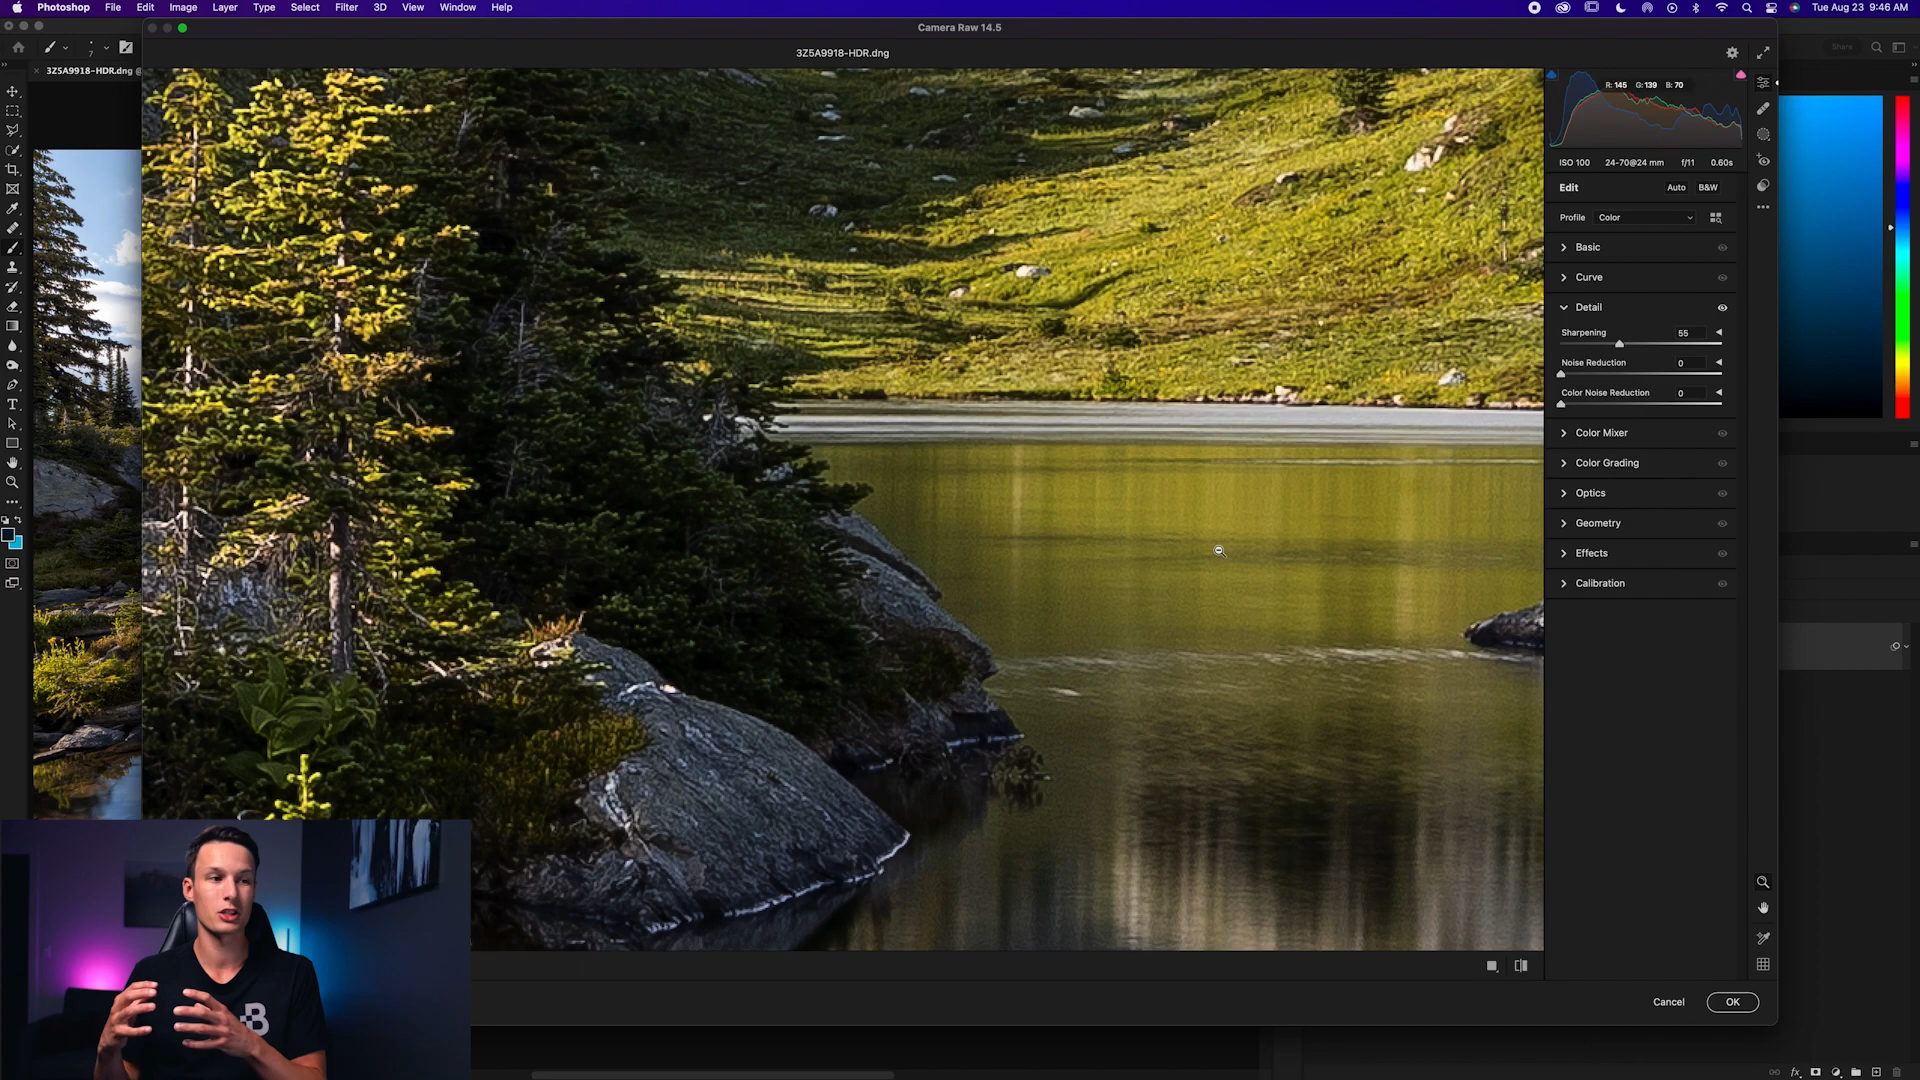 Photoshop File Edit Image Layer Type Select Filter 3D View Window Help
Tue Aug 23 9:46 AM
Camera Raw 14.5
7
Share
3Z5A9918-HDR.dng @
3Z5A9918-HDR.dng
R: 145 G: 139 B: 70
ISO 100 24-70@24 mm f/11 0.60s
Edit Auto B&W
Profile Color
Basic
Curve
Detail
Sharpening 55
Noise Reduction 0
Color Noise Reduction 0
Color Mixer
Color Grading
Optics
Geometry
Effects
Calibration
B
Cancel OK
fx